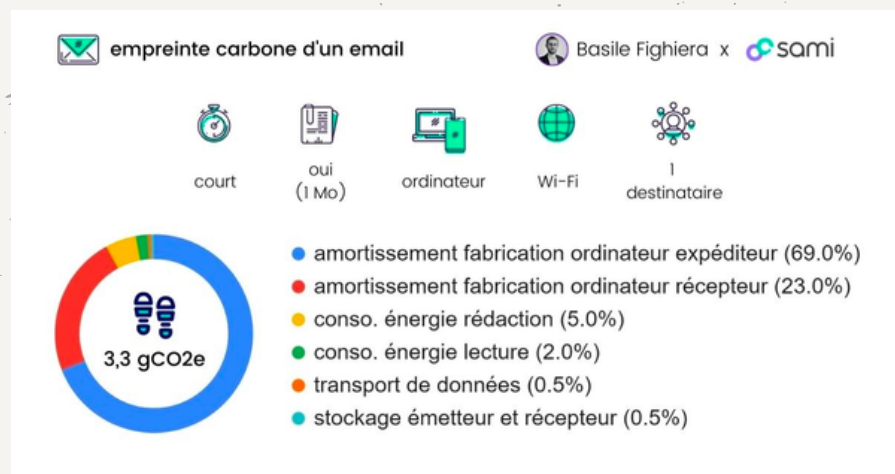 empreinte carbone d'un email
Basile Fighiera x sami
court
oui
(1 Mo)
ordinateur
Wi-Fi
1
destinataire
3,3 gCO2e
amortissement fabrication ordinateur expéditeur (69.0%)
amortissement fabrication ordinateur récepteur (23.0%)
conso. énergie rédaction (5.0%)
conso. énergie lecture (2.0%)
transport de données (0.5%)
stockage émetteur et récepteur (0.5%)